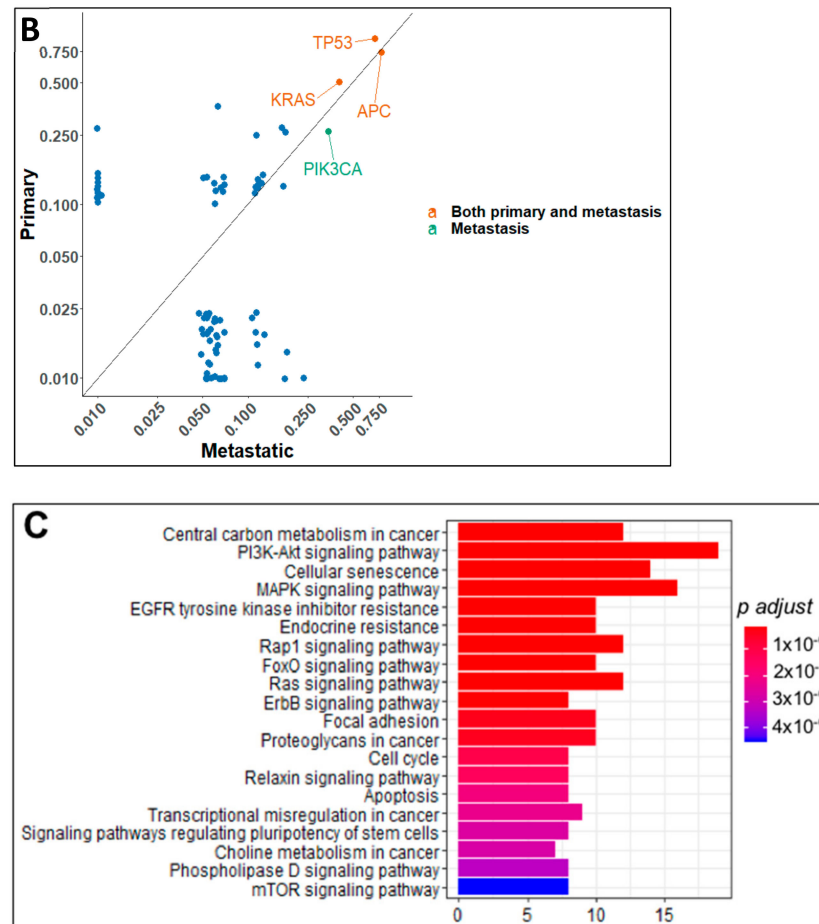 B
TP53
KRAS
APC
PIK3CA
0.750
0.500
0.250
0.100
0.050
0.025
0.010
Primary
0.010
0.025
0.050
0.100
0.250
0.500
0.750
Metastatic
a Both primary and metastasis
a Metastasis
C
Central carbon metabolism in cancer
PI3K-Akt signaling pathway
Cellular senescence
MAPK signaling pathway
EGFR tyrosine kinase inhibitor resistance
Endocrine resistance
Rap1 signaling pathway
FoxO signaling pathway
Ras signaling pathway
ErbB signaling pathway
Focal adhesion
Proteoglycans in cancer
Cell cycle
Relaxin signaling pathway
Apoptosis
Transcriptional misregulation in cancer
Signaling pathways regulating pluripotency of stem cells
Choline metabolism in cancer
Phospholipase D signaling pathway
mTOR signaling pathway
0 5 10 15
p adjust
1x10-
2x10-
3x10-
4x10-